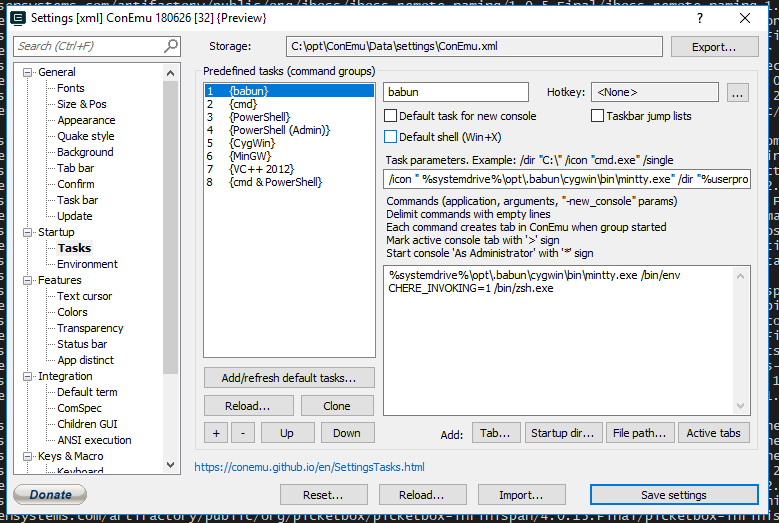 Settings [xml] ConEmu 180626 [32] {Preview}
Search (Ctrl+F)
Storage:
C:\opt\ConEmu\Data\settings\ConEmu.xml
Export...
General
Fonts
Size & Pos
Appearance
Quake style
Background
Tab bar
Confirm
Task bar
Update
Startup
Tasks
Environment
Features
Text cursor
Colors
Transparency
Status bar
App distinct
Integration
Default term
ComSpec
Children GUI
ANSI execution
Keys & Macro
Keyboard
Predefined tasks (command groups)
1 {babun}
2 {cmd}
3 {PowerShell}
4 {PowerShell (Admin)}
5 {CygWin}
6 {MinGW}
7 {VC++ 2012}
8 {cmd & PowerShell}
babun
Hotkey:
<None>
...
Default task for new console
Taskbar jump lists
Default shell (Win+X)
Task parameters. Example: /dir "C:\" /icon "cmd.exe" /single
/icon " %systemdrive%\opt\.babun\cygwin\bin\mintty.exe" /dir "%userpro
Commands (application, arguments, "-new_console" params)
Delimit commands with empty lines
Each command creates tab in ConEmu when group started
Mark active console tab with '>' sign
Start console 'As Administrator' with '*' sign
%systemdrive%\opt\.babun\cygwin\bin\mintty.exe /bin/env
CHERE_INVOKING=1 /bin/zsh.exe
Add/refresh default tasks...
Reload...
Clone
+
-
Up
Down
Add:
Tab...
Startup dir...
File path...
Active tabs
https://conemu.github.io/en/SettingsTasks.html
Donate
Reset...
Reload...
Import...
Save settings